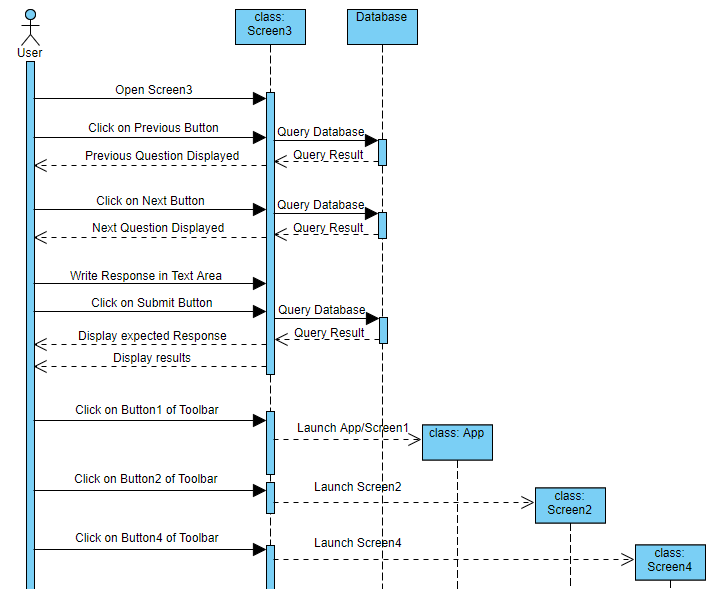 class:
Screen3
Database
User
Open Screen3
Click on Previous Button
Query Database
Previous Question Displayed
Query Result
Click on Next Button
Query Database
Next Question Displayed
Query Result
Write Response in Text Area
Click on Submit Button
Query Database
Display expected Response
Query Result
Display results
Click on Button1 of Toolbar
Launch App/Screen1
class: App
Click on Button2 of Toolbar
Launch Screen2
class:
Screen2
Click on Button4 of Toolbar
Launch Screen4
class:
Screen4